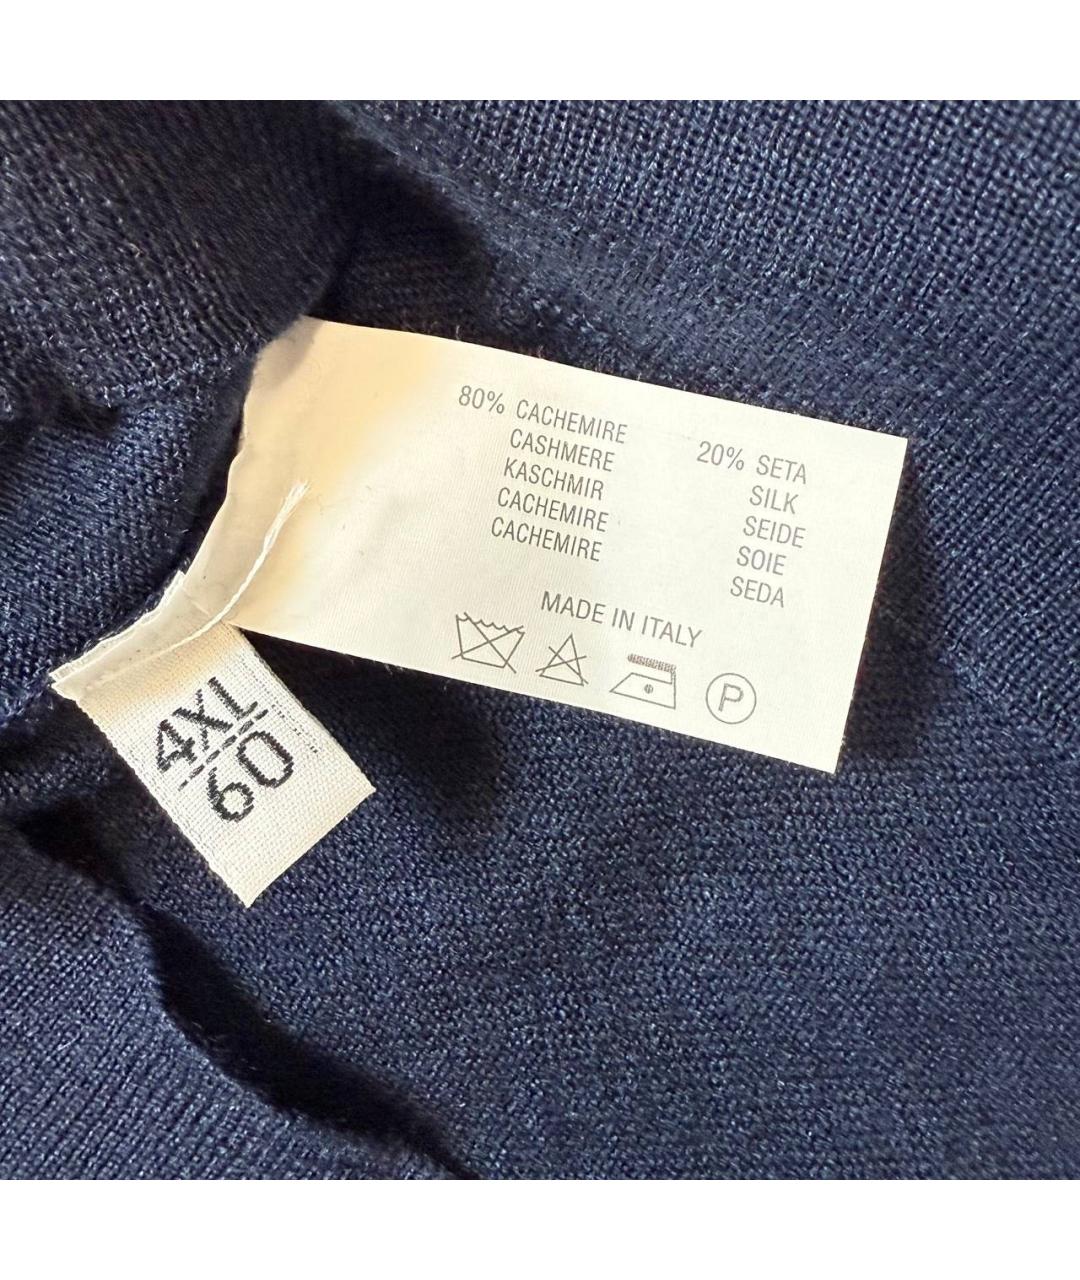 80% CACHEMIRE
CASHMERE
KASCHMIR
CACHEMIRE
CACHEMIRE
20% SETA
SILK
SEIDE
SOIE
SEDA
MADE IN ITALY
P
4XL
60